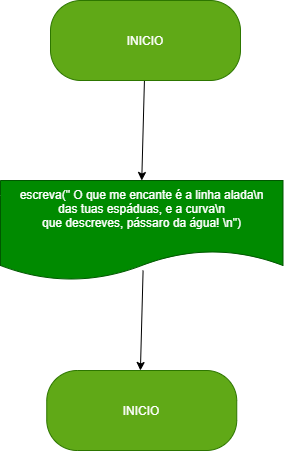 INICIO
escreva(" O que me encante é a linha alada\n
das tuas espáduas, e a curva\n
que descreves, pássaro da água! \n")
INICIO